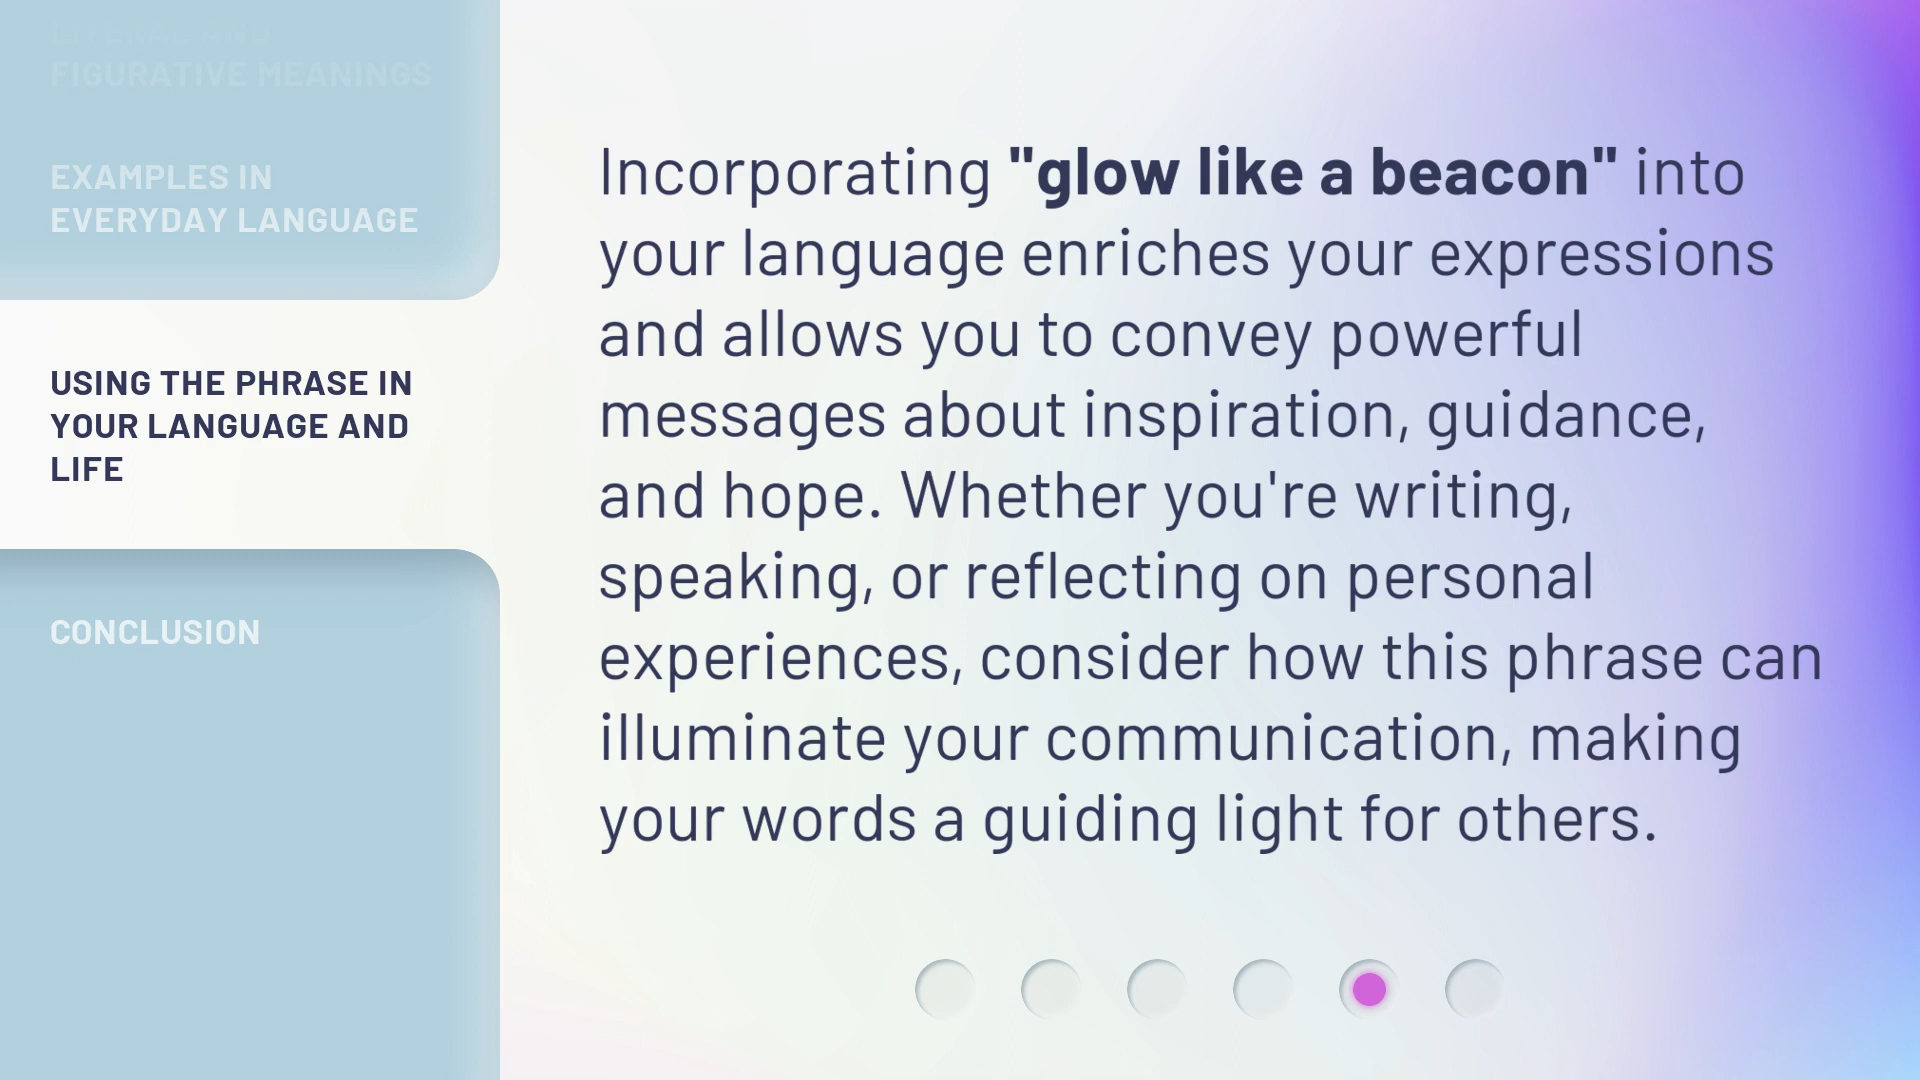 LITERAL AND
FIGURATIVE MEANINGS
EXAMPLES IN
EVERYDAY LANGUAGE
USING THE PHRASE IN
YOUR LANGUAGE AND
LIFE
CONCLUSION
Incorporating "glow like a beacon" into
your language enriches your expressions
and allows you to convey powerful
messages about inspiration, guidance,
and hope. Whether you're writing,
speaking, or reflecting on personal
experiences, consider how this phrase can
illuminate your communication, making
your words a guiding light for others.